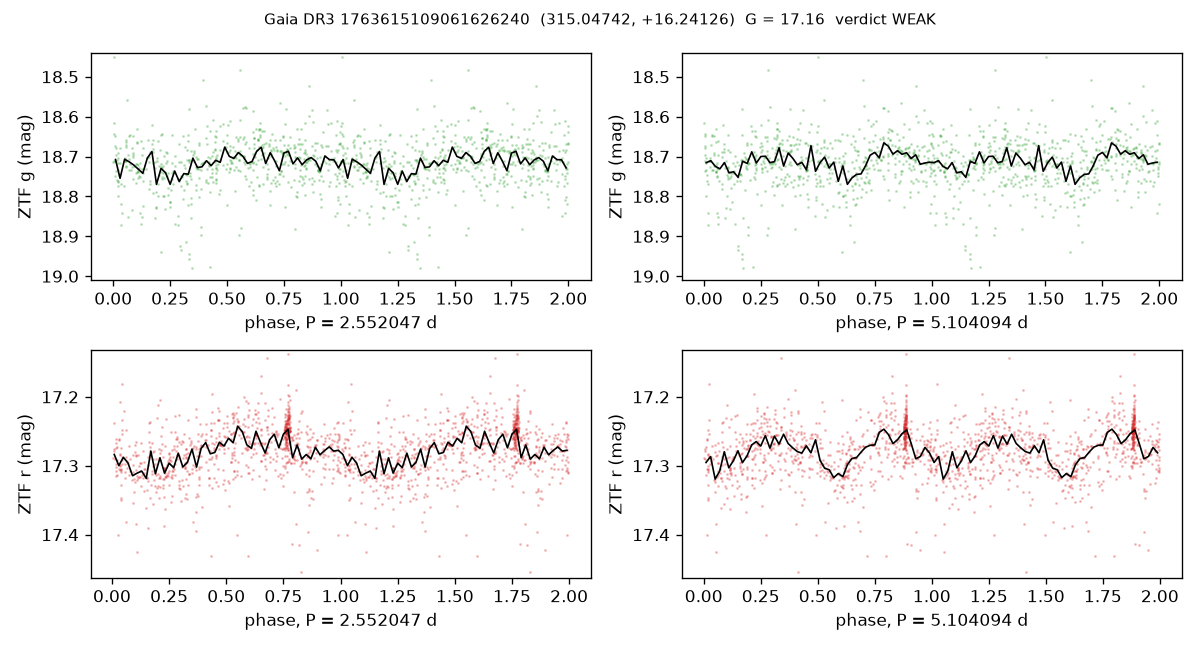 Gaia DR3 1763615109061626240  (315.04742, +16.24126)  G = 17.16  verdict WEAK
ZTF g (mag)
18.5
18.6
18.7
18.8
18.9
19.0
0.00 0.25 0.50 0.75 1.00 1.25 1.50 1.75 2.00
phase, P = 2.552047 d
ZTF g (mag)
18.5
18.6
18.7
18.8
18.9
19.0
0.00 0.25 0.50 0.75 1.00 1.25 1.50 1.75 2.00
phase, P = 5.104094 d
ZTF r (mag)
17.2
17.3
17.4
0.00 0.25 0.50 0.75 1.00 1.25 1.50 1.75 2.00
phase, P = 2.552047 d
ZTF r (mag)
17.2
17.3
17.4
0.00 0.25 0.50 0.75 1.00 1.25 1.50 1.75 2.00
phase, P = 5.104094 d